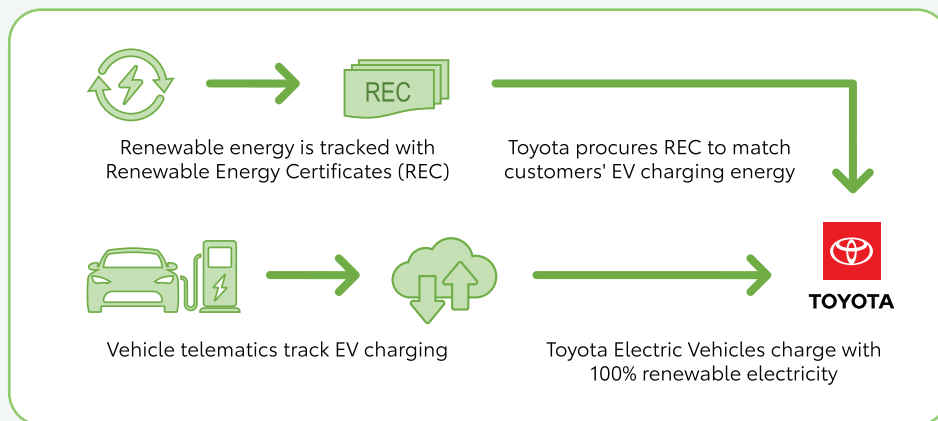 REC
Renewable energy is tracked with
Renewable Energy Certificates (REC)
Toyota procures REC to match
customers' EV charging energy
TOYOTA
Vehicle telematics track EV charging
Toyota Electric Vehicles charge with
100% renewable electricity